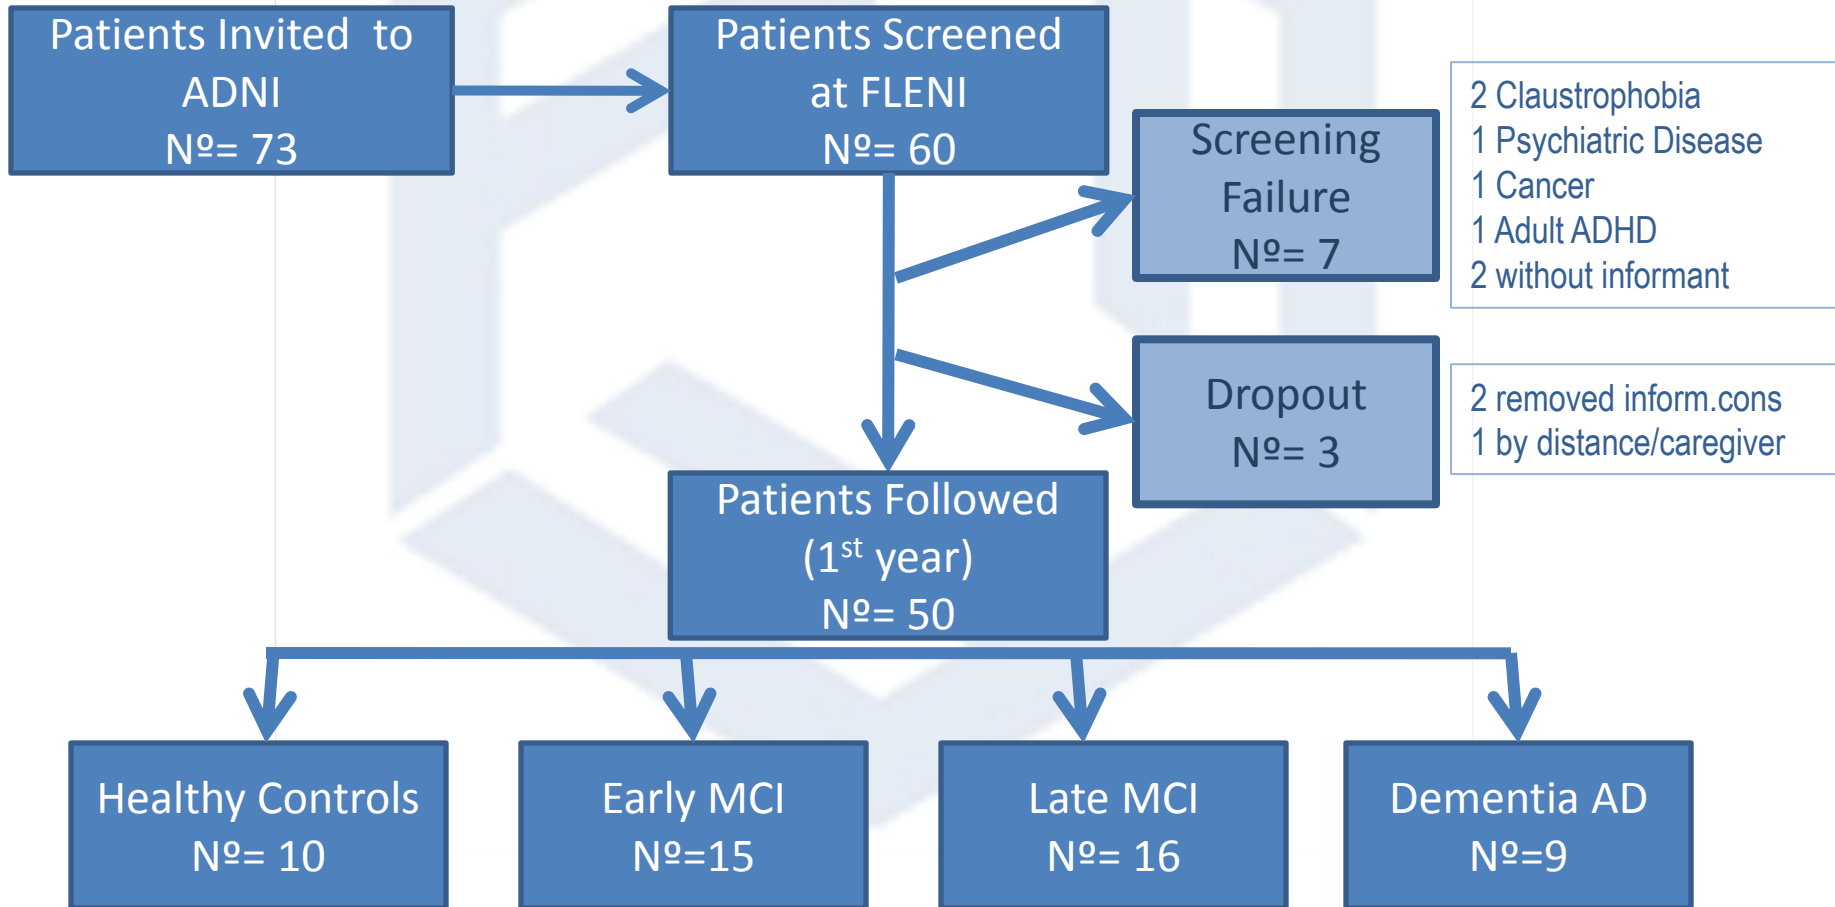 Patients Invited to
ADNI
Nº= 73
Patients Screened
at FLENI
Nº= 60
Screening
Failure
Nº= 7
2 Claustrophobia
1 Psychiatric Disease
1 Cancer
1 Adult ADHD
2 without informant
Dropout
Nº= 3
2 removed inform.cons
1 by distance/caregiver
Patients Followed
(1st year)
Nº= 50
Healthy Controls
Nº= 10
Early MCI
Nº=15
Late MCI
Nº= 16
Dementia AD
Nº=9